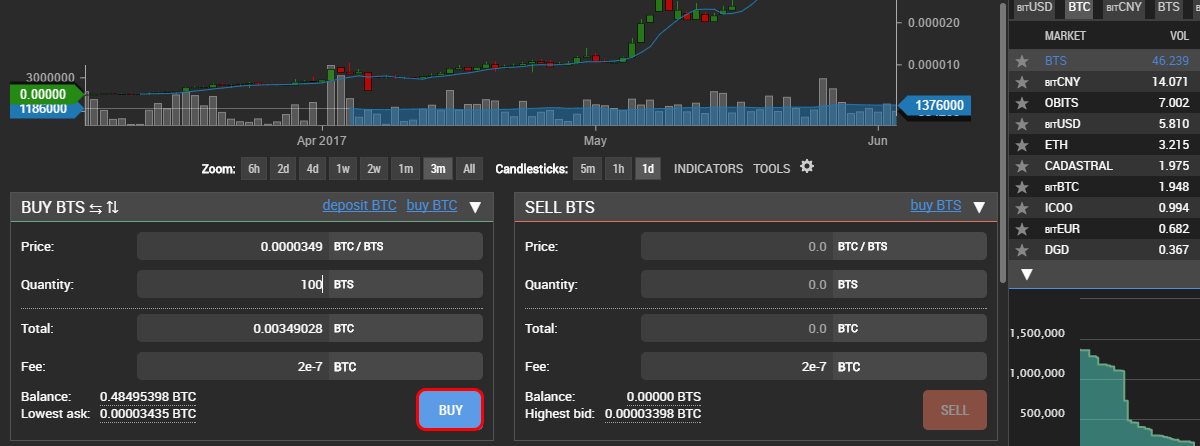 BITUSD BTC BITCNY BTS
MARKET VOL
BTS 46.239
BITCNY 14.071
OBITS 7.002
BITUSD 5.810
ETH 3.215
CADASTRAL 1.975
BITBTC 1.948
ICOO 0.994
BITEUR 0.682
DGD 0.367
0.000020
0.000010
3000000
0.00000
1186000
1376000
Apr 2017 May Jun
Zoom: 6h 2d 4d 1w 2w 1m 3m All Candlesticks: 5m 1h 1d INDICATORS TOOLS
BUY BTS deposit BTC buy BTC
Price: 0.0000349 BTC / BTS
Quantity: 100 BTS
Total: 0.00349028 BTC
Fee: 2e-7 BTC
Balance: 0.48495398 BTC
Lowest ask: 0.00003435 BTC
BUY
SELL BTS buy BTS
Price: 0.0 BTC / BTS
Quantity: 0.0 BTS
Total: 0.0 BTC
Fee: 2e-7 BTC
Balance: 0.00000 BTS
Highest bid: 0.00003398 BTC
SELL
1,500,000
1,000,000
500,000